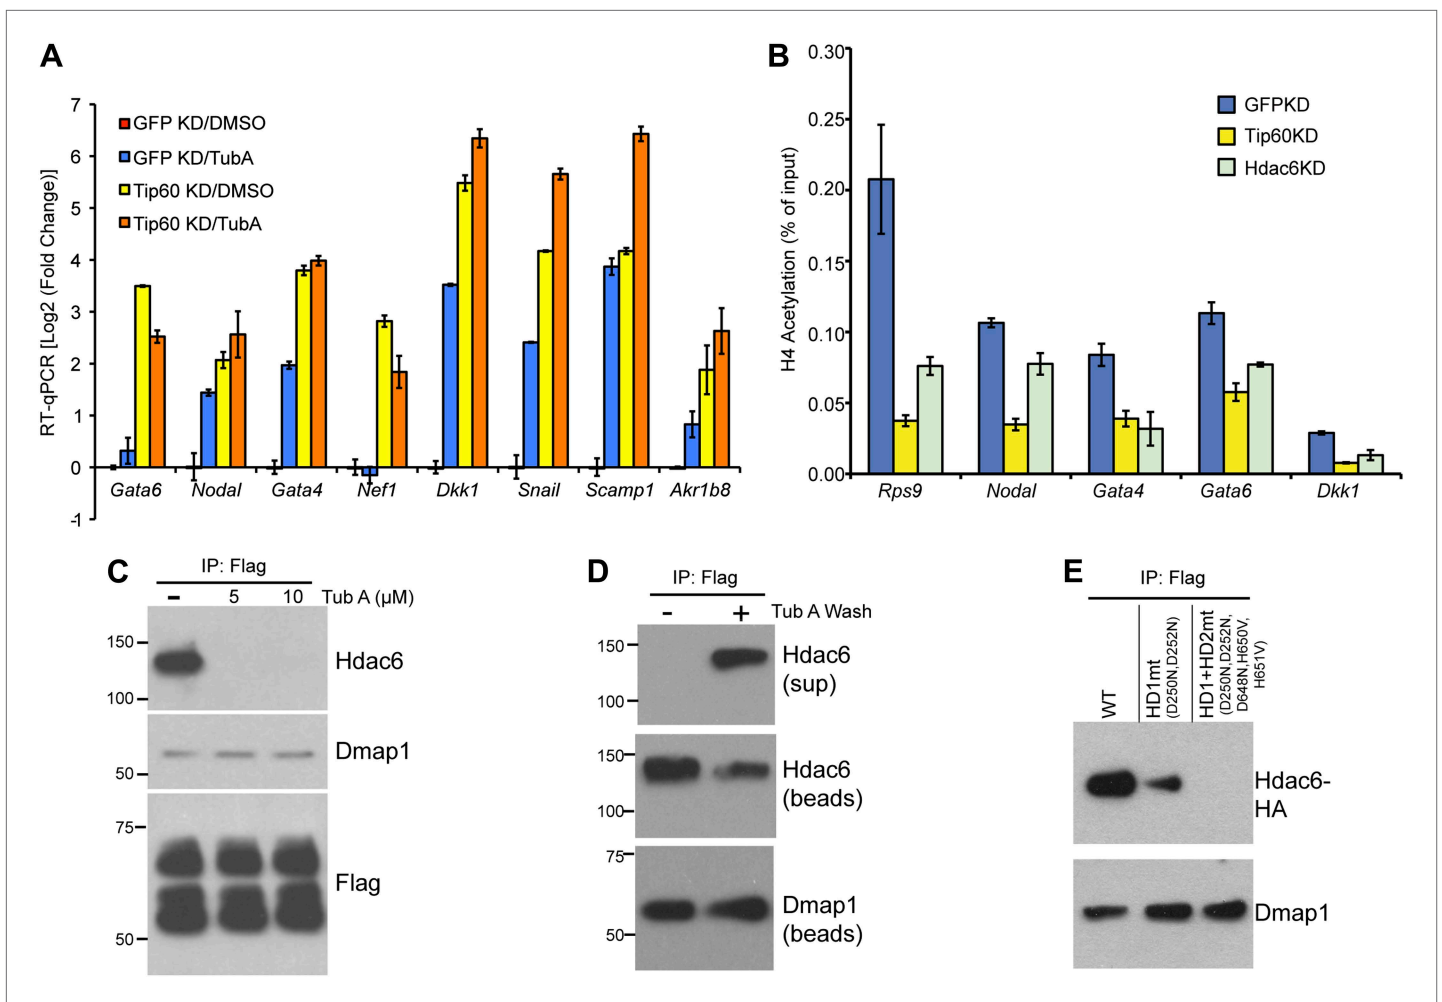 A
RT-qPCR [Log2 (Fold Change)]
7
6
5
4
3
2
1
0
-1
GFP KD/DMSO
GFP KD/TubA
Tip60 KD/DMSO
Tip60 KD/TubA
Gata6 Nodal Gata4 Nef1 Dkk1 Snail Scamp1 Akr1b8
B
H4 Acetylation (% of input)
0.30
0.25
0.20
0.15
0.10
0.05
0.00
GFPKD
Tip60KD
Hdac6KD
Rps9 Nodal Gata4 Gata6 Dkk1
C
IP: Flag
- 5 10 Tub A (µM)
150
100
Hdac6
50
Dmap1
75
50
Flag
D
IP: Flag
- + Tub A Wash
150
100
Hdac6
(sup)
150
100
Hdac6
(beads)
75
50
Dmap1
(beads)
E
IP: Flag
WT
HD1mt
(D250N,D252N)
HD1+HD2mt
(D250N,D252N,
D648N,H650V,
H651V)
Hdac6-
HA
Dmap1